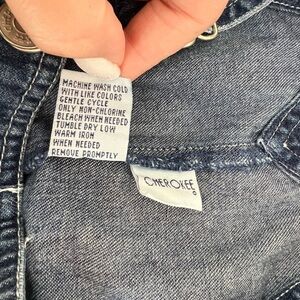 MACHINE WASH COLD
WITH LIKE COLORS
GENTLE CYCLE
ONLY NON-CHLORINE
BLEACH WHEN NEEDED
TUMBLE DRY LOW
WARM IRON
WHEN NEEDED
REMOVE PROMPTLY
CHEROKEE